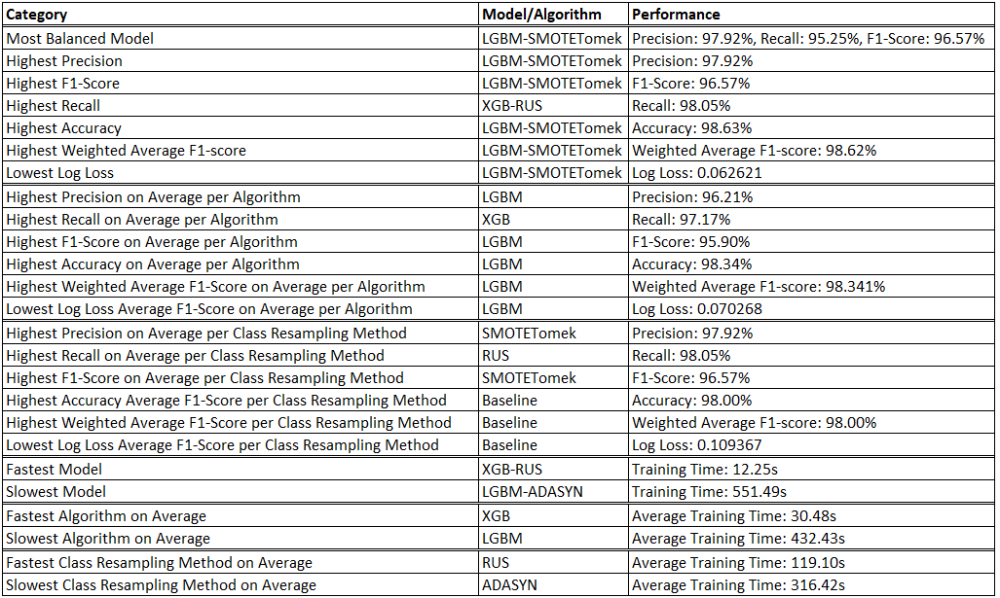 Category Model/Algorithm Performance
Most Balanced Model LGBM-SMOTETomek Precision: 97.92%, Recall: 95.25%, F1-Score: 96.57%
Highest Precision LGBM-SMOTETomek Precision: 97.92%
Highest F1-Score LGBM-SMOTETomek F1-Score: 96.57%
Highest Recall XGB-RUS Recall: 98.05%
Highest Accuracy LGBM-SMOTETomek Accuracy: 98.63%
Highest Weighted Average F1-score LGBM-SMOTETomek Weighted Average F1-score: 98.62%
Lowest Log Loss LGBM-SMOTETomek Log Loss: 0.062621
Highest Precision on Average per Algorithm LGBM Precision: 96.21%
Highest Recall on Average per Algorithm XGB Recall: 97.17%
Highest F1-Score on Average per Algorithm LGBM F1-Score: 95.90%
Highest Accuracy on Average per Algorithm LGBM Accuracy: 98.34%
Highest Weighted Average F1-Score on Average per Algorithm LGBM Weighted Average F1-score: 98.341%
Lowest Log Loss Average F1-Score on Average per Algorithm LGBM Log Loss: 0.070268
Highest Precision on Average per Class Resampling Method SMOTETomek Precision: 97.92%
Highest Recall on Average per Class Resampling Method RUS Recall: 98.05%
Highest F1-Score on Average per Class Resampling Method SMOTETomek F1-Score: 96.57%
Highest Accuracy Average F1-Score per Class Resampling Method Baseline Accuracy: 98.00%
Highest Weighted Average F1-Score per Class Resampling Method Baseline Weighted Average F1-score: 98.00%
Lowest Log Loss Average F1-Score per Class Resampling Method Baseline Log Loss: 0.109367
Fastest Model XGB-RUS Training Time: 12.25s
Slowest Model LGBM-ADASYN Training Time: 551.49s
Fastest Algorithm on Average XGB Average Training Time: 30.48s
Slowest Algorithm on Average LGBM Average Training Time: 432.43s
Fastest Class Resampling Method on Average RUS Average Training Time: 119.10s
Slowest Class Resampling Method on Average ADASYN Average Training Time: 316.42s